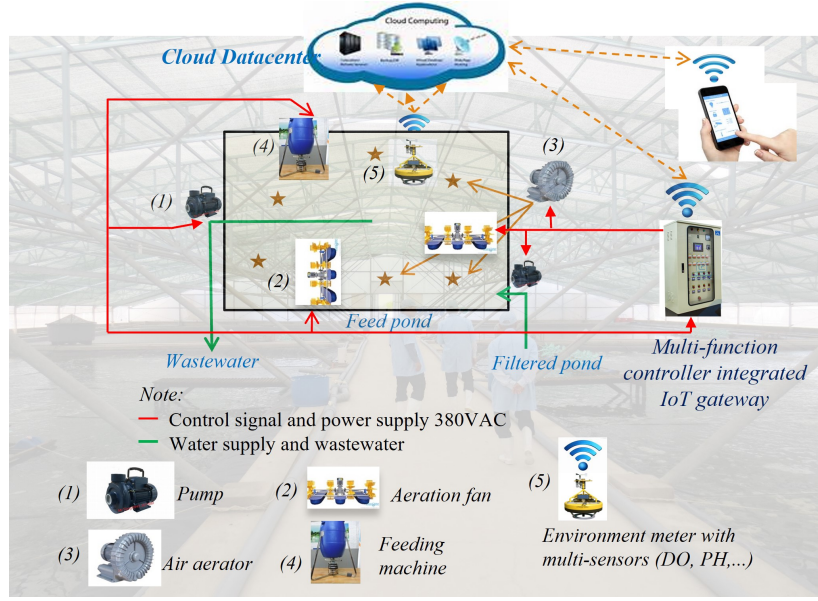 Cloud Computing
Cloud Datacenter
(4)
(3)
(5)
(1)
(2)
Feed pond
Wastewater
Filtered pond
Multi-function
controller integrated
IoT gateway
Note:
Control signal and power supply 380VAC
Water supply and wastewater
(1)
Pump
(2)
Aeration fan
(5)
Environment meter with
multi-sensors (DO, PH,...)
(3)
Air aerator
(4)
Feeding
machine